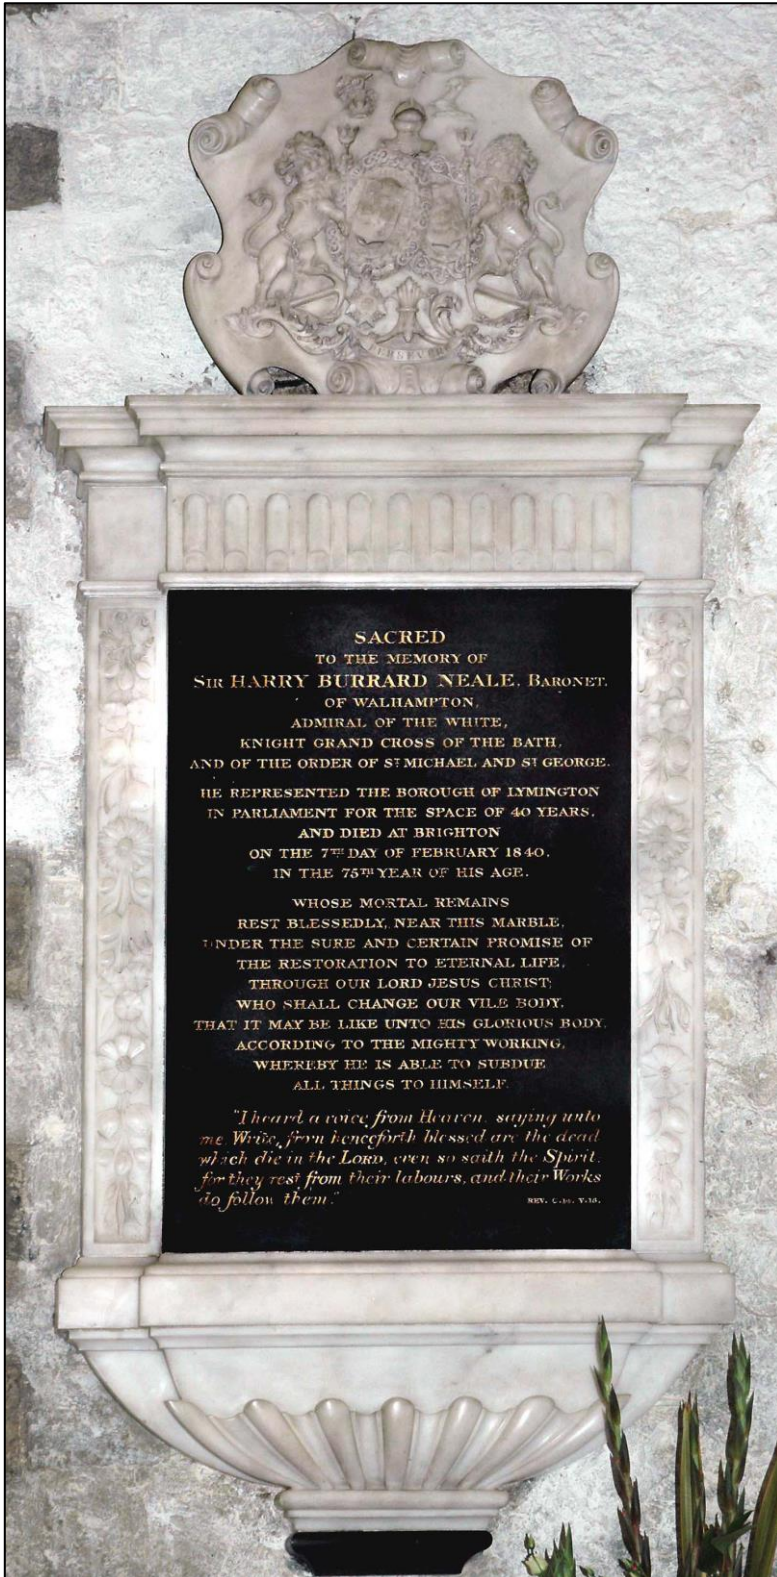 SACRED
TO THE MEMORY OF
SIR HARRY BURRARD NEALE, BARONET.
OF WALHAMPTON,
ADMIRAL OF THE WHITE,
KNIGHT GRAND CROSS OF THE BATH,
AND OF THE ORDER OF ST MICHAEL AND ST GEORGE.
HE REPRESENTED THE BOROUGH OF LYMINGTON
IN PARLIAMENT FOR THE SPACE OF 40 YEARS,
AND DIED AT BRIGHTON
ON THE 7TH DAY OF FEBRUARY 1840,
IN THE 75TH YEAR OF HIS AGE.
WHOSE MORTAL REMAINS
REST BLESSEDLY, NEAR THIS MARBLE,
UNDER THE SURE AND CERTAIN PROMISE OF
THE RESTORATION TO ETERNAL LIFE,
THROUGH OUR LORD JESUS CHRIST;
WHO SHALL CHANGE OUR VILE BODY,
THAT IT MAY BE LIKE UNTO HIS GLORIOUS BODY,
ACCORDING TO THE MIGHTY WORKING,
WHEREBY HE IS ABLE TO SUBDUE
ALL THINGS TO HIMSELF.
"I heard a voice from Heaven, saying unto
me, Write, from henceforth blessed are the dead
which die in the LORD, even so saith the Spirit:
for they rest from their labours, and their Works
do follow them."
REV. C. V.13.